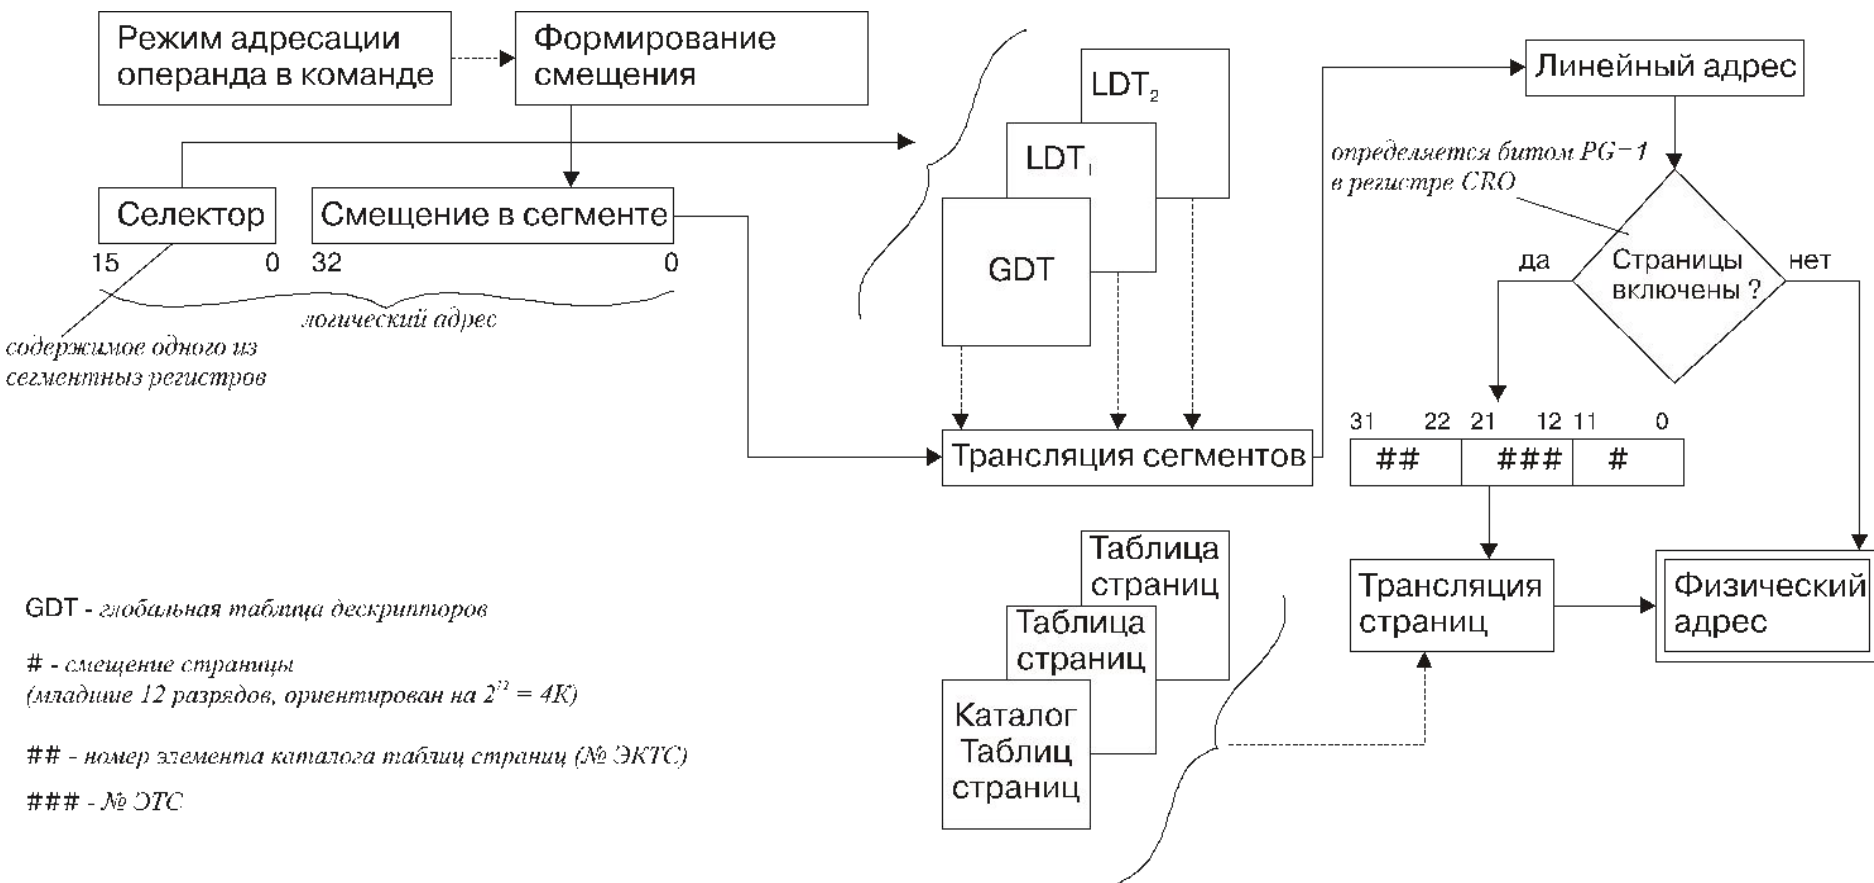 Режим адресации
операнда в команде
Формирование
смещения
Селектор
15 0
Смещение в сегменте
32 0
логический адрес
содержимое одного из
сегментныз регистров
LDT2
LDT1
GDT
Трансляция сегментов
Линейный адрес
определяется битом PG=1
в регистре CRO
Страницы
включены ?
да
нет
31 22 21 12 11 0
## ### #
Трансляция
страниц
Физический
адрес
Таблица
страниц
Таблица
страниц
Каталог
Таблиц
страниц
GDT - глобальная таблица дескрипторов
# - смещение страницы
(младшие 12 разрядов, ориентирован на 2¹² = 4К)
## - номер элемента каталога таблиц страниц (№ ЭКТС)
### - № ЭТС